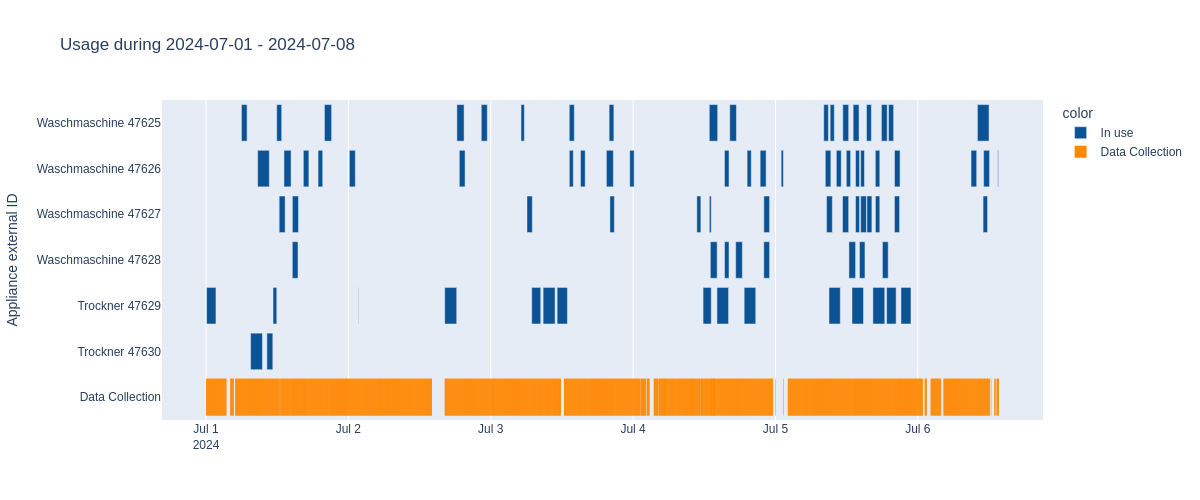 Usage during 2024-07-01 - 2024-07-08
color
In use
Data Collection
Appliance external ID
Waschmaschine 47625
Waschmaschine 47626
Waschmaschine 47627
Waschmaschine 47628
Trockner 47629
Trockner 47630
Data Collection
Jul 1
2024
Jul 2
Jul 3
Jul 4
Jul 5
Jul 6